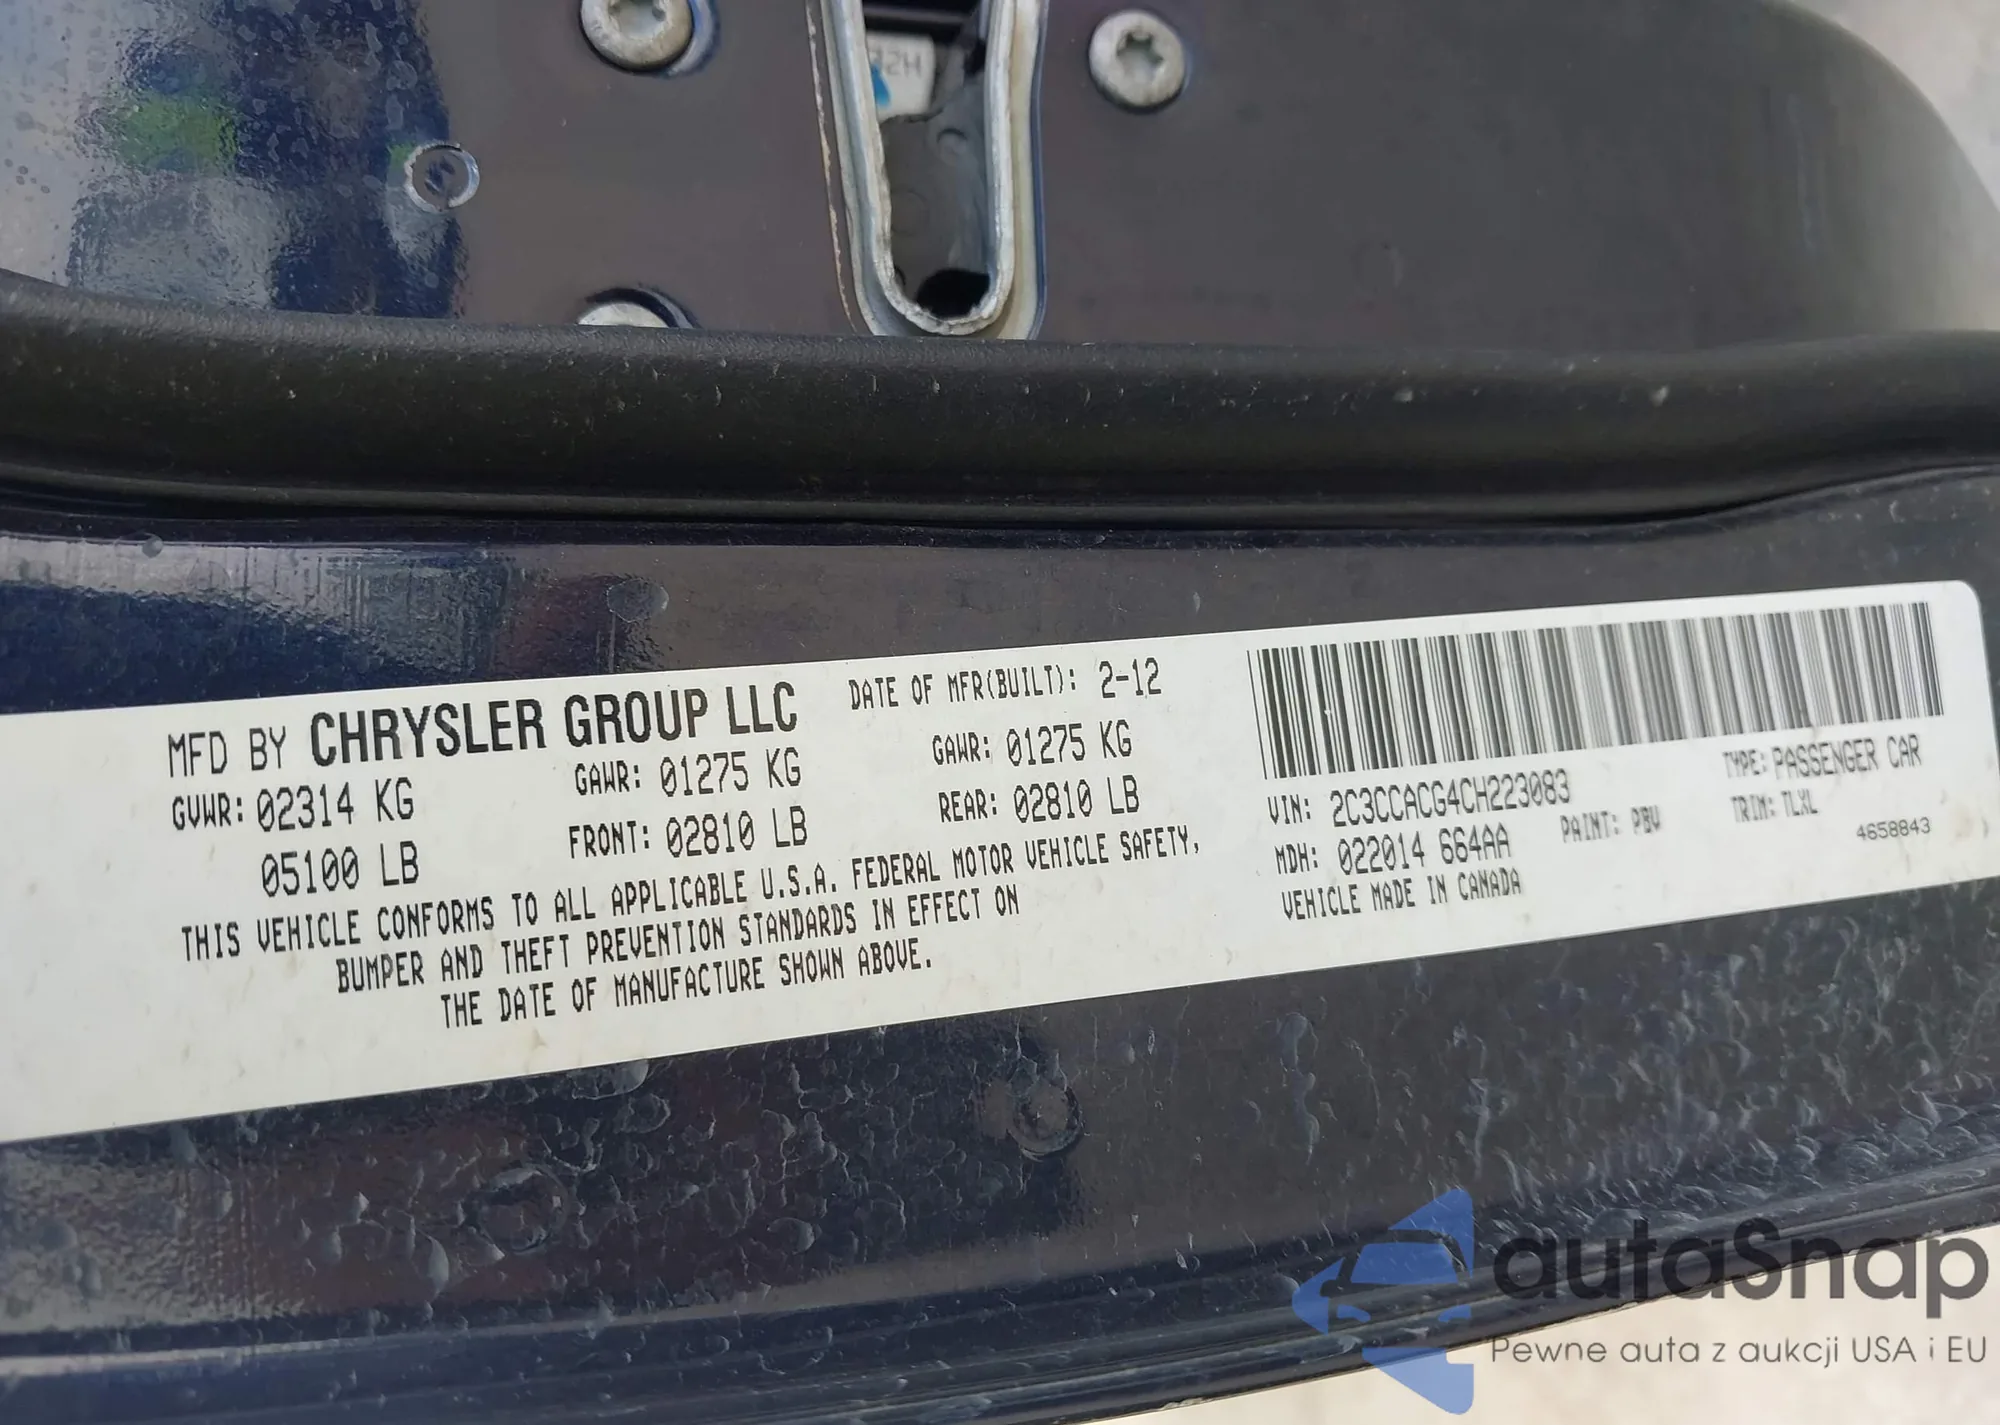 32H
MFD BY CHRYSLER GROUP LLC
DATE OF MFR(BUILT): 2-12
GVWR: 02314 KG
GAWR: 01275 KG
GAWR: 01275 KG
05100 LB
FRONT: 02810 LB
REAR: 02810 LB
THIS VEHICLE CONFORMS TO ALL APPLICABLE U.S.A. FEDERAL MOTOR VEHICLE SAFETY,
BUMPER AND THEFT PREVENTION STANDARDS IN EFFECT ON
THE DATE OF MANUFACTURE SHOWN ABOVE.
VIN: 2C3CCACG4CH223083
TYPE: PASSENGER CAR
MDH: 022014 664AA
PAINT: PBV
TRIM: TLXL
VEHICLE MADE IN CANADA
4658843
autaSnap
Pewne auta z aukcji USA i EU